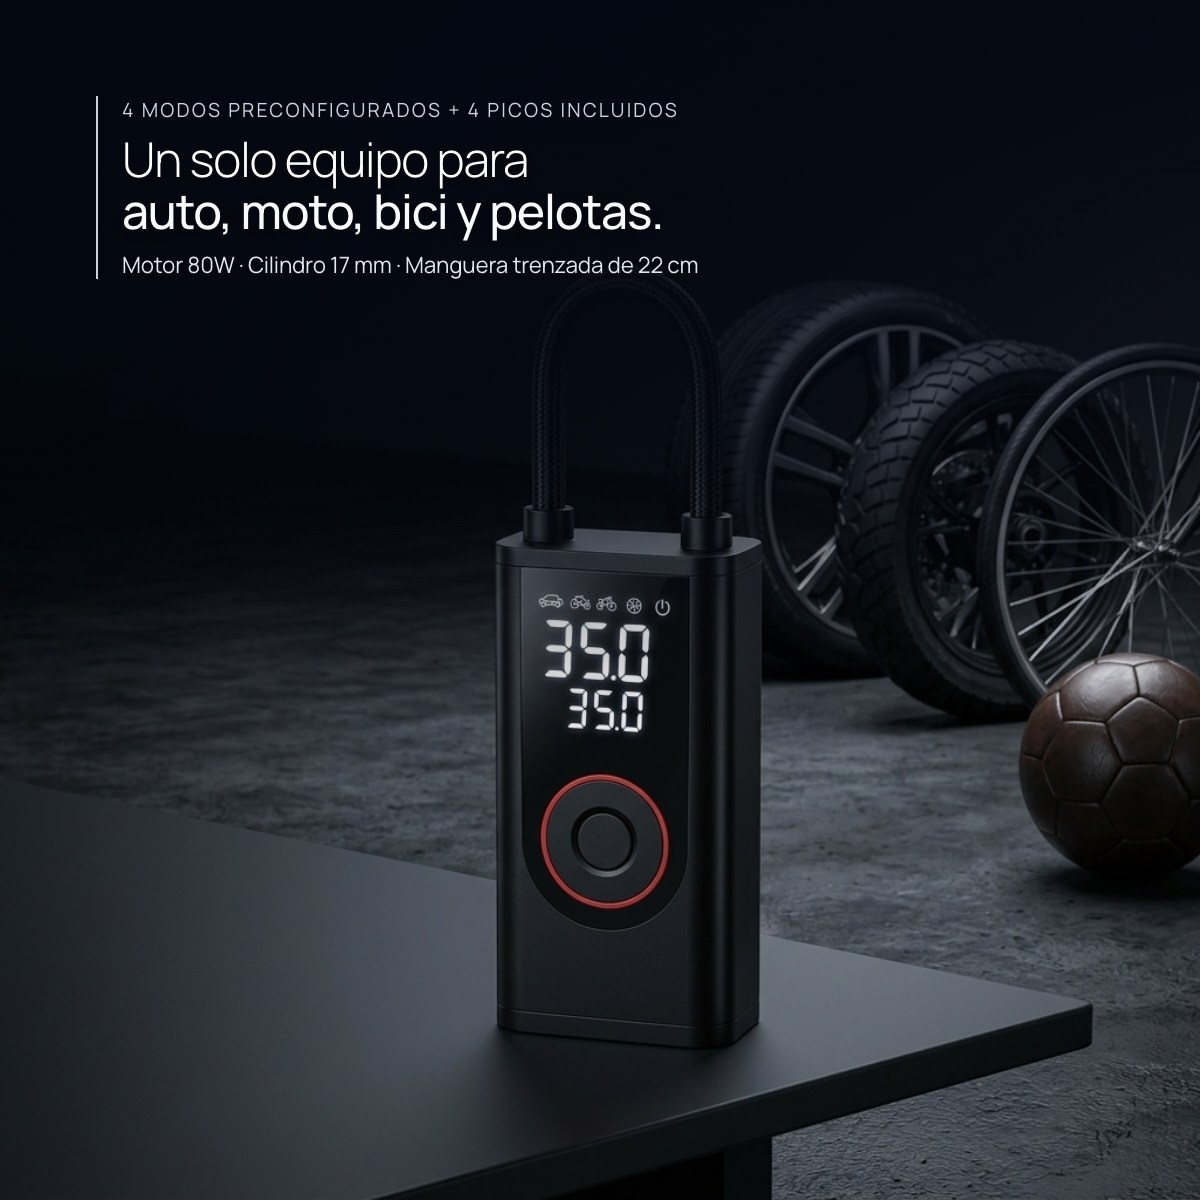 4 MODOS PRECONFIGURADOS + 4 PICOS INCLUIDOS
Un solo equipo para
auto, moto, bici y pelotas.
Motor 80W · Cilindro 17 mm · Manguera trenzada de 22 cm
35.0
35.0